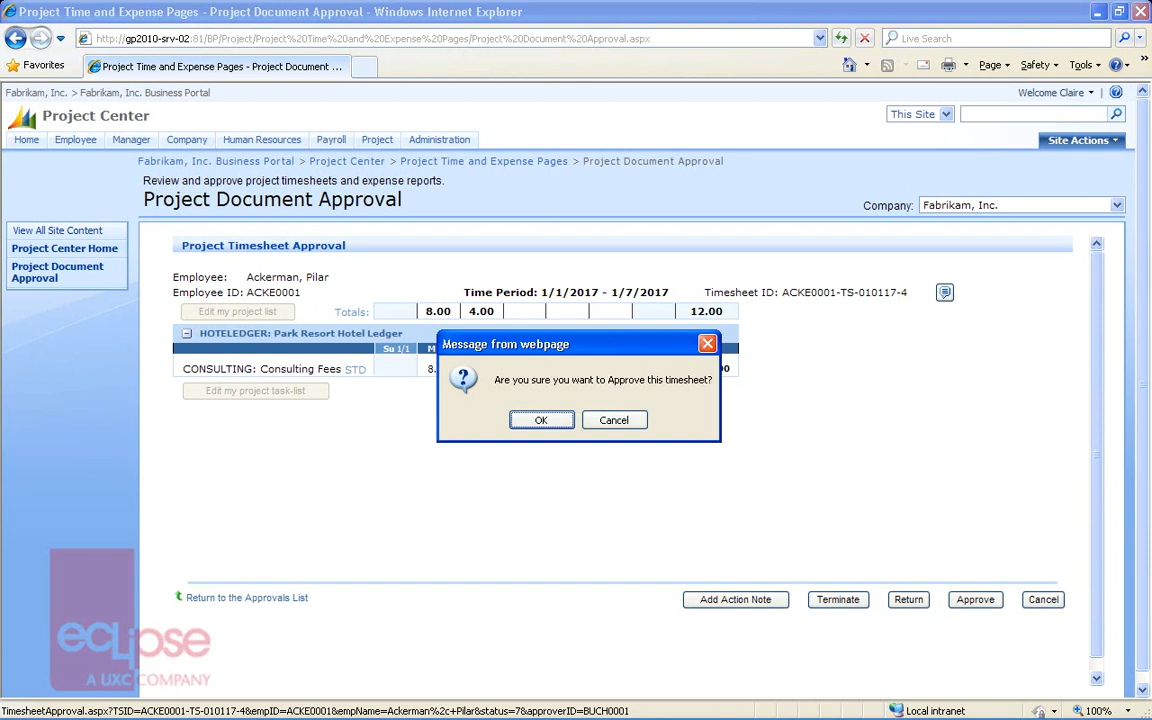 Project Time and Expense Pages - Project Document Approval - Windows Internet Explorer
http://gp2010-srv-02:81/BP/Project/Project%20Time%20and%20Expense%20Pages/Project%20Document%20Approval.aspx
Live Search
Favorites
Project Time and Expense Pages - Project Document ...
Page
Safety
Tools
Fabrikam, Inc. > Fabrikam, Inc. Business Portal
Welcome Claire
Project Center
This Site
Home
Employee
Manager
Company
Human Resources
Payroll
Project
Administration
Site Actions
Fabrikam, Inc. Business Portal > Project Center > Project Time and Expense Pages > Project Document Approval
Review and approve project timesheets and expense reports.
Project Document Approval
Company: Fabrikam, Inc.
View All Site Content
Project Center Home
Project Document
Approval
Project Timesheet Approval
Employee: Ackerman, Pilar
Employee ID: ACKE0001
Time Period: 1/1/2017 - 1/7/2017
Timesheet ID: ACKE0001-TS-010117-4
Edit my project list
Totals: 8.00 4.00 12.00
HOTELEDGER: Park Resort Hotel Ledger
Su 1/1 M
CONSULTING: Consulting Fees STD 8. 00
Edit my project task-list
Message from webpage
Are you sure you want to Approve this timesheet?
OK
Cancel
Return to the Approvals List
Add Action Note
Terminate
Return
Approve
Cancel
eclipse
A UXC COMPANY
TimesheetApproval.aspx?TSID=ACKE0001-TS-010117-4&empID=ACKE0001&empName=Ackerman%2c+Pilar&status=7&approverID=BUCH0001
Local intranet
100%